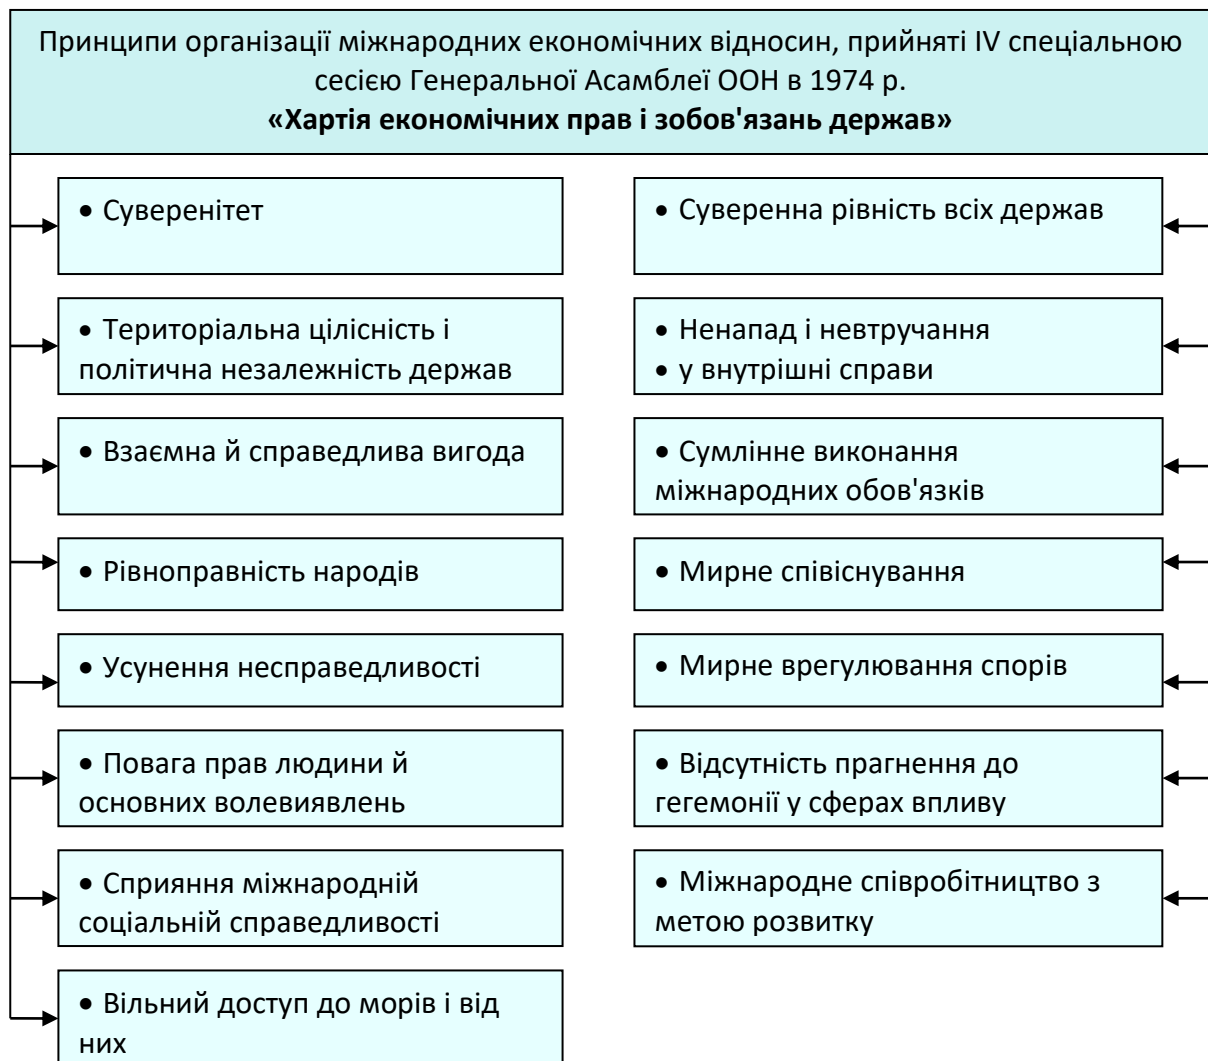 Принципи організації міжнародних економічних відносин, прийняті IV спеціальною
сесією Генеральної Асамблеї ООН в 1974 р.
«Хартія економічних прав і зобов'язань держав»
• Суверенітет
• Суверенна рівність всіх держав
• Територіальна цілісність і
політична незалежність держав
• Ненапад і невтручання
• у внутрішні справи
• Взаємна й справедлива вигода
• Сумлінне виконання
міжнародних обов'язків
• Рівноправність народів
• Мирне співіснування
• Усунення несправедливості
• Мирне врегулювання спорів
• Повага прав людини й
основних волевиявлень
• Відсутність прагнення до
гегемонії у сферах впливу
• Сприяння міжнародній
соціальній справедливості
• Міжнародне співробітництво з
метою розвитку
• Вільний доступ до морів і від
них